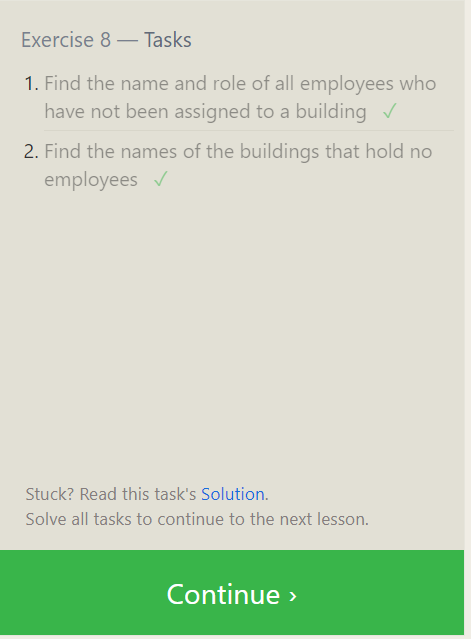 Exercise 8 — Tasks
1. Find the name and role of all employees who
have not been assigned to a building ✓
2. Find the names of the buildings that hold no
employees ✓
Stuck? Read this task's Solution.
Solve all tasks to continue to the next lesson.
Continue ›